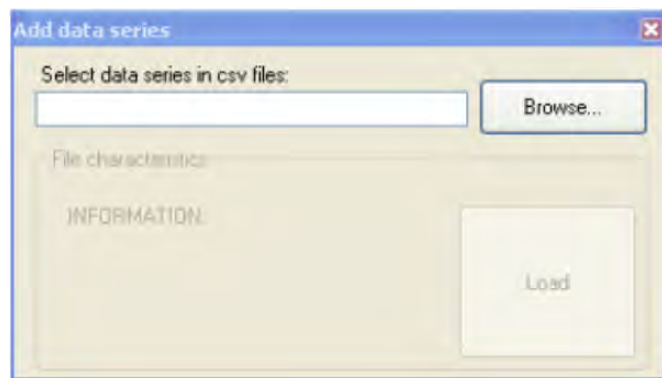 Add data series
Select data series in csv files:
Browse...
File characteristics
INFORMATION:
Load